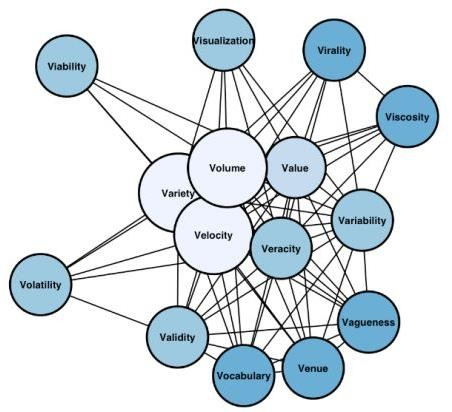 Visualization
Virality
Viability
Viscosity
Volume
Value
Variety
Variability
Velocity
Veracity
Volatility
Vagueness
Validity
Venue
Vocabulary